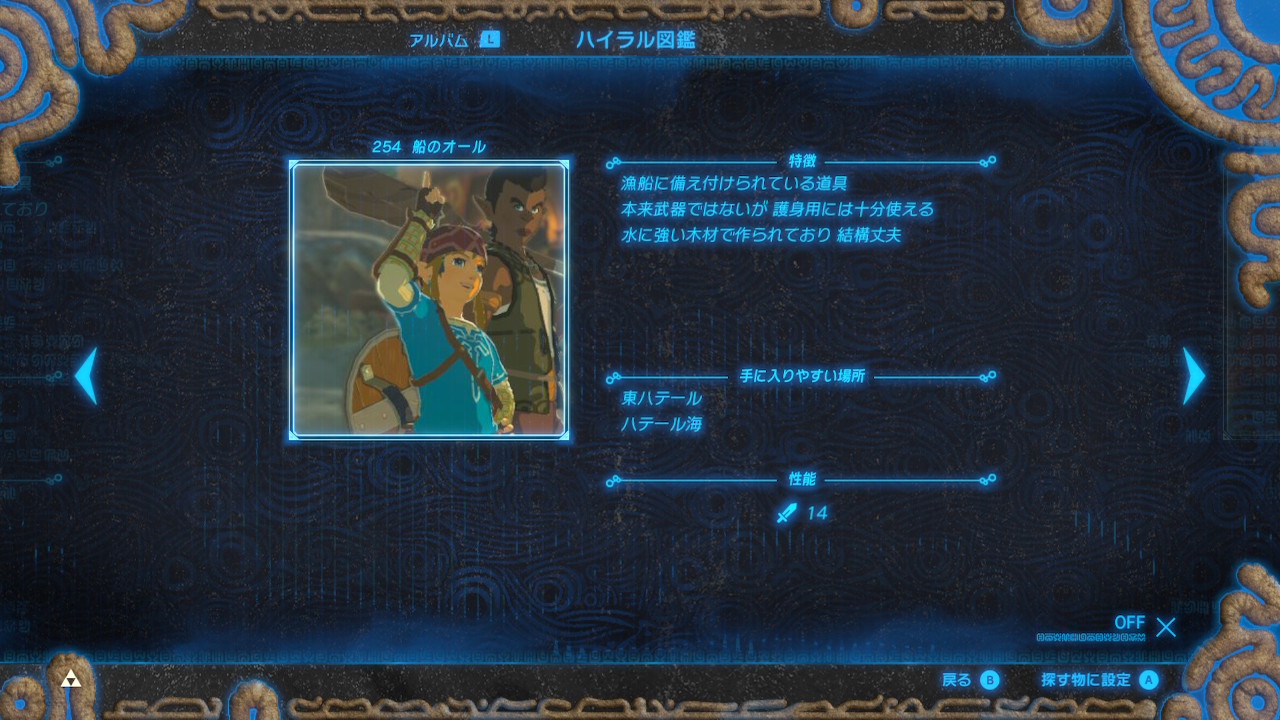 アルバム L
ハイラル図鑑
254 船のオール
特徴
漁船に備え付けられている道具
本来武器ではないが 護身用には十分使える
水に強い木材で作られており 結構丈夫
手に入りやすい場所
東ハテール
ハテール海
性能
14
OFF
戻る B
探す物に設定 A